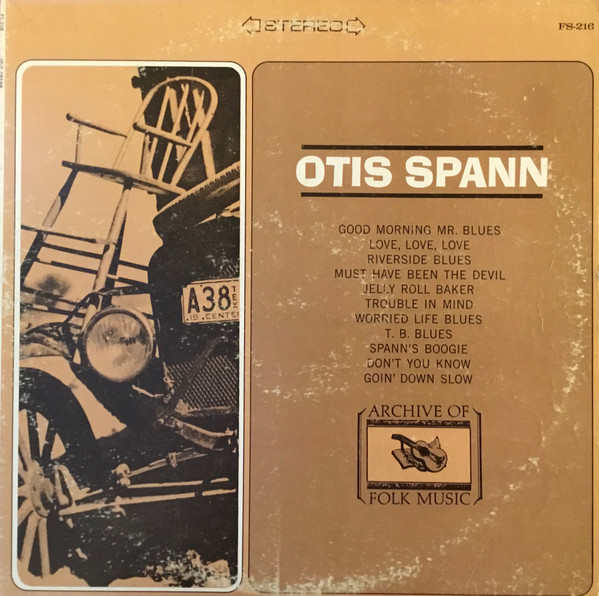 STEREO
FS-216
OTIS SPANN
GOOD MORNING MR. BLUES
LOVE, LOVE, LOVE
RIVERSIDE BLUES
MUST HAVE BEEN THE DEVIL
JELLY ROLL BAKER
TROUBLE IN MIND
WORRIED LIFE BLUES
T. B. BLUES
SPANN'S BOOGIE
DON'T YOU KNOW
GOIN' DOWN SLOW
ARCHIVE OF
FOLK MUSIC
A38
TEX